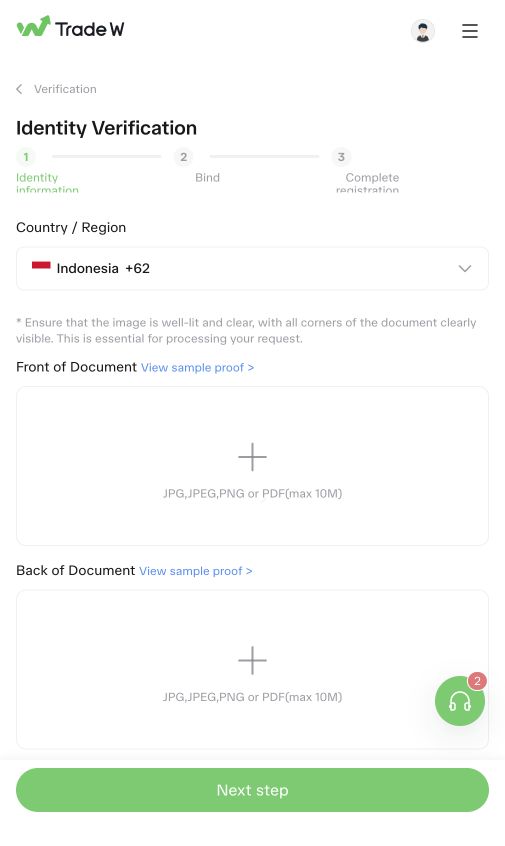 Trade W
Verification
Identity Verification
1 2 3
Identity
information
Bind
Complete
registration
Country / Region
Indonesia +62
* Ensure that the image is well-lit and clear, with all corners of the document clearly
visible. This is essential for processing your request.
Front of Document View sample proof >
JPG,JPEG,PNG or PDF(max 10M)
Back of Document View sample proof >
JPG,JPEG,PNG or PDF(max 10M)
2
Next step